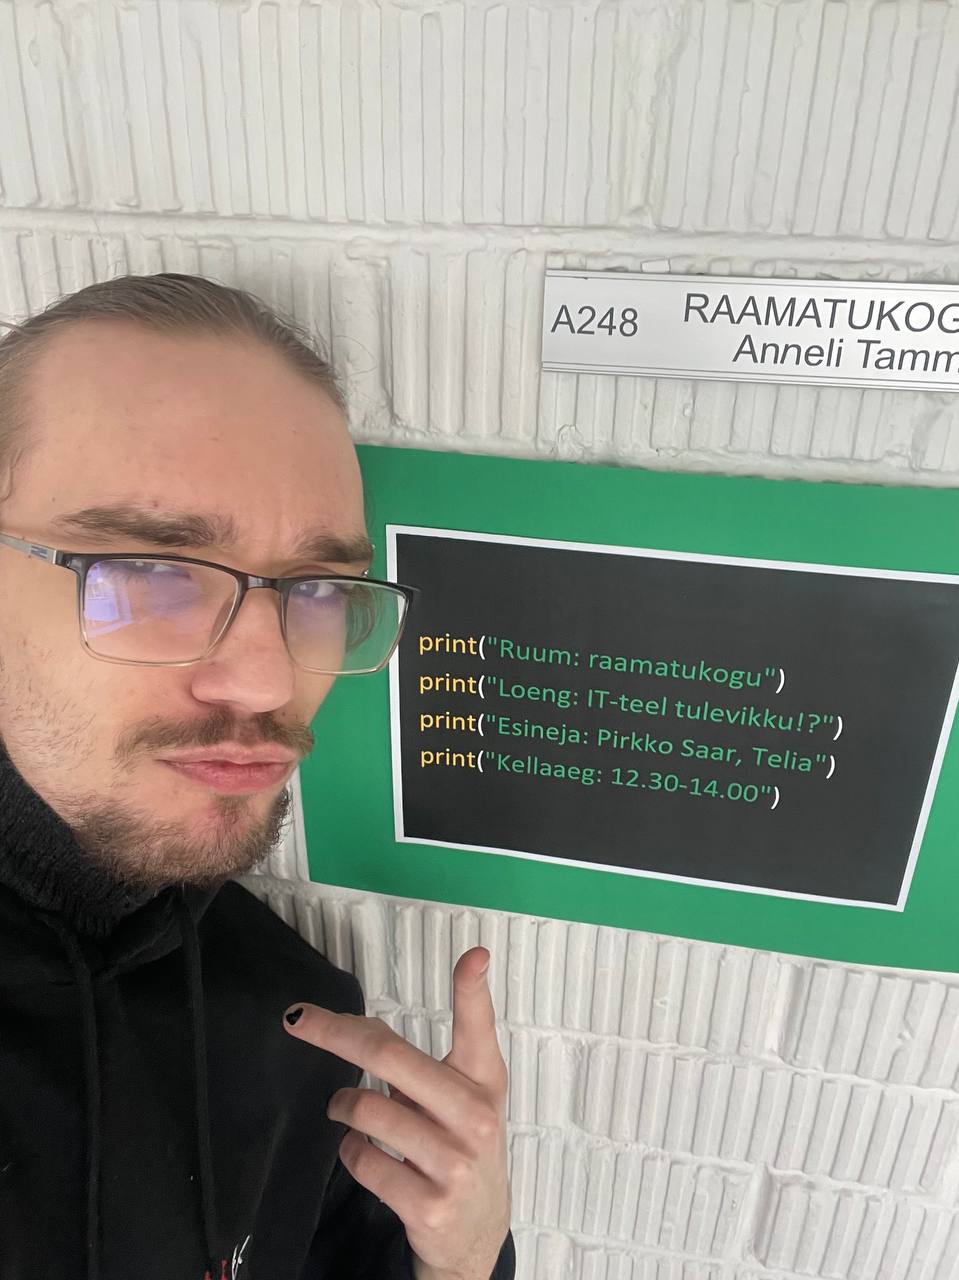 A248 RAAMATUKOG
Anneli Tamm
print("Ruum: raamatukogu")
print("Loeng: IT-teel tulevikku!?")
print("Esineja: Pirkko Saar, Telia")
print("Kellaaeg: 12.30-14.00")